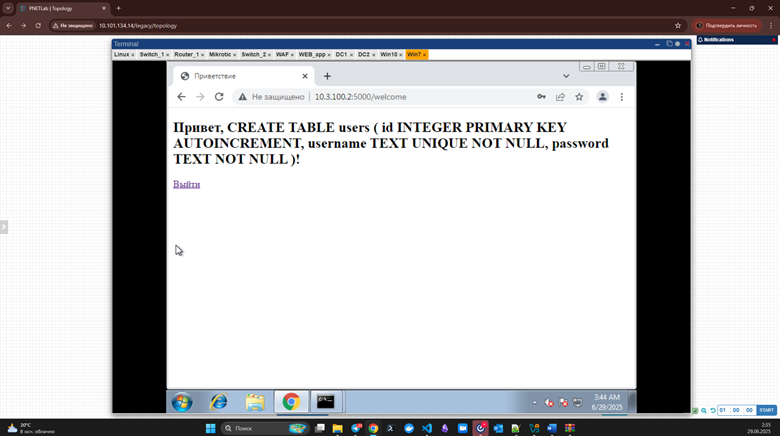 PNETLab | Topology
Не защищено
10.101.134.14/legacy/topology
Подтвердить личность
Terminal
Notifications
Linux
Switch_1
Router_1
Mikrotic
Switch_2
WAF
WEB_app
DC1
DC2
Win10
Win7
Приветствие
Не защищено
10.3.100.2:5000/welcome
Привет, CREATE TABLE users ( id INTEGER PRIMARY KEY
AUTOINCREMENT, username TEXT UNIQUE NOT NULL, password
TEXT NOT NULL )!
Выйти
3:44 AM
6/29/2025
01 : 00 : 00 START
20°C
В осн. облачно
Поиск
2:05
29.06.2025